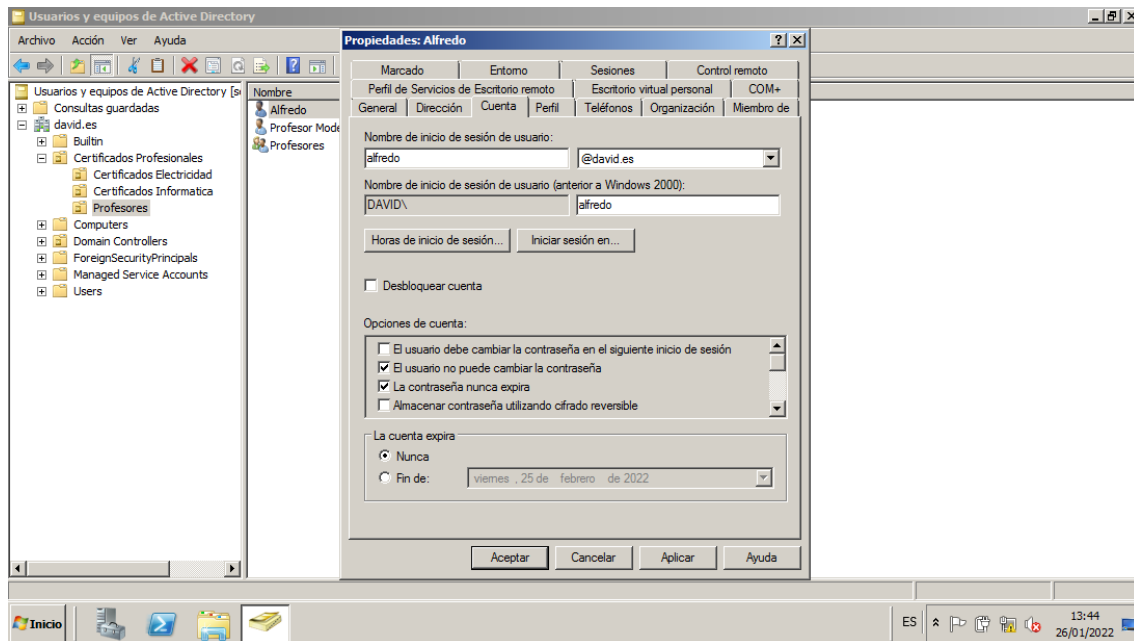 Usuarios y equipos de Active Directory
Archivo Acción Ver Ayuda
Usuarios y equipos de Active Directory [se
Consultas guardadas
david.es
Builtin
Certificados Profesionales
Certificados Electricidad
Certificados Informatica
Profesores
Computers
Domain Controllers
ForeignSecurityPrincipals
Managed Service Accounts
Users
Nombre
Alfredo
Profesor Mode
Profesores
Propiedades: Alfredo
Marcado Entorno Sesiones Control remoto
Perfil de Servicios de Escritorio remoto Escritorio virtual personal COM+
General Dirección Cuenta Perfil Teléfonos Organización Miembro de
Nombre de inicio de sesión de usuario:
alfredo @david.es
Nombre de inicio de sesión de usuario (anterior a Windows 2000):
DAVID\ alfredo
Horas de inicio de sesión... Iniciar sesión en...
Desbloquear cuenta
Opciones de cuenta:
El usuario debe cambiar la contraseña en el siguiente inicio de sesión
El usuario no puede cambiar la contraseña
La contraseña nunca expira
Almacenar contraseña utilizando cifrado reversible
La cuenta expira
Nunca
Fin de: viernes , 25 de febrero de 2022
Aceptar Cancelar Aplicar Ayuda
Inicio ES 13:44
26/01/2022